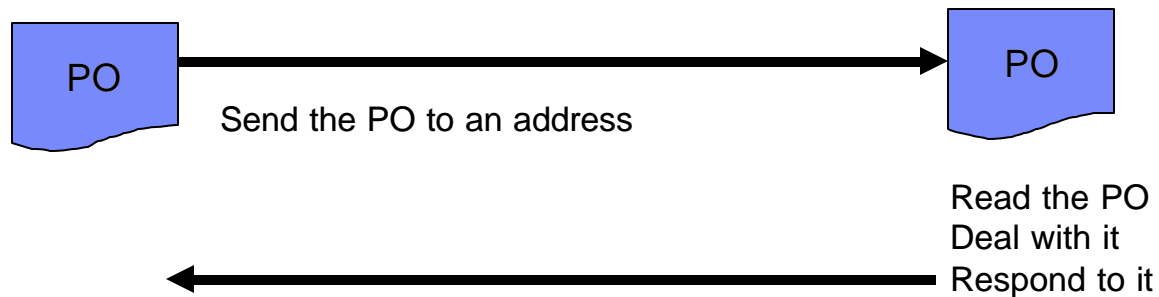 PO
PO
Send the PO to an address
Read the PO
Deal with it
Respond to it